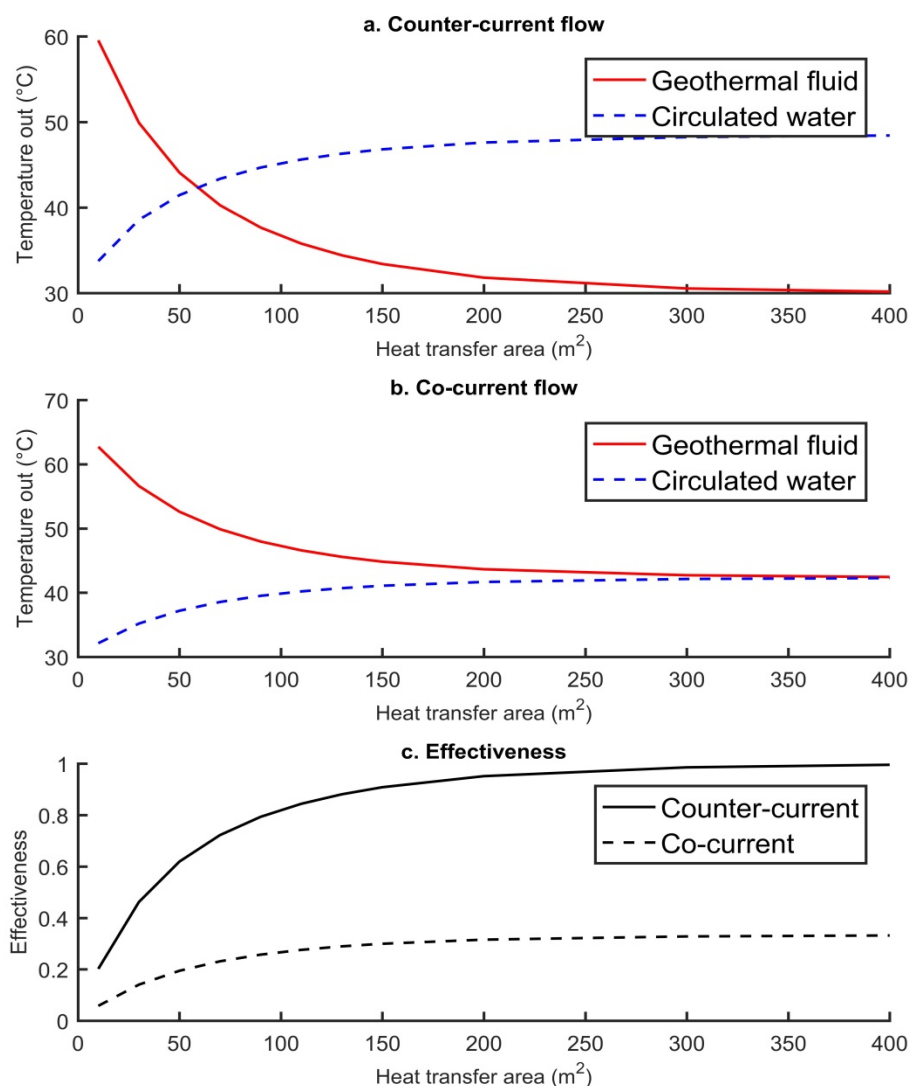 a. Counter-current flow
60
50
40
30
Temperature out (°C)
Geothermal fluid
Circulated water
0 50 100 150 200 250 300 350 400
Heat transfer area (m²)
b. Co-current flow
70
60
50
40
30
Temperature out (°C)
Geothermal fluid
Circulated water
0 50 100 150 200 250 300 350 400
Heat transfer area (m²)
c. Effectiveness
1
0.8
0.6
0.4
0.2
0
Effectiveness
Counter-current
Co-current
0 50 100 150 200 250 300 350 400
Heat transfer area (m²)